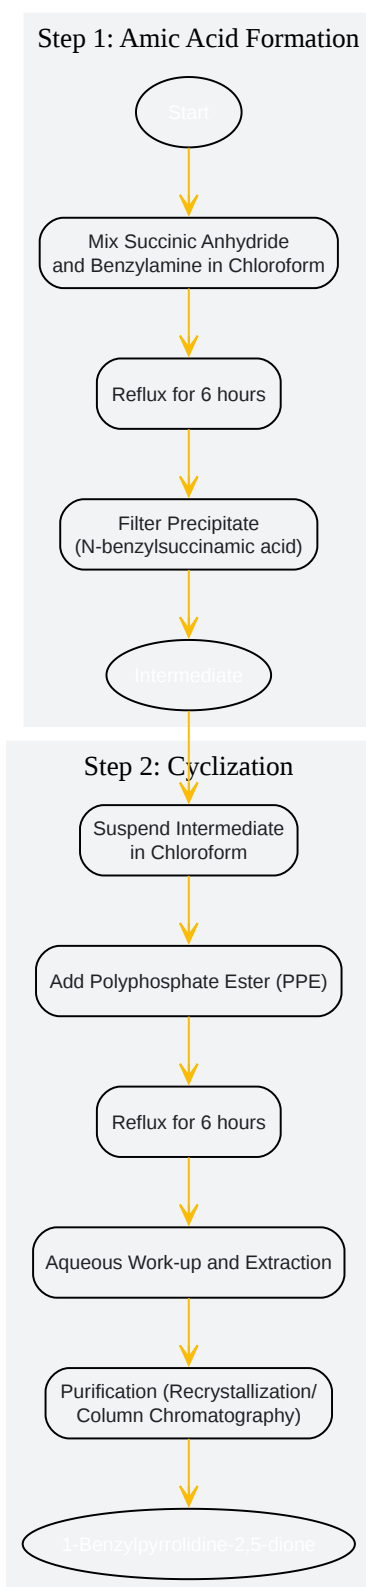 Step 1: Amic Acid Formation
Start
Mix Succinic Anhydride
and Benzylamine in Chloroform
Reflux for 6 hours
Filter Precipitate
(N-benzylsuccinamic acid)
Intermediate
Step 2: Cyclization
Suspend Intermediate
in Chloroform
Add Polyphosphate Ester (PPE)
Reflux for 6 hours
Aqueous Work-up and Extraction
Purification (Recrystallization/
Column Chromatography)
1-Benzylpyrrolidine-2,5-dione